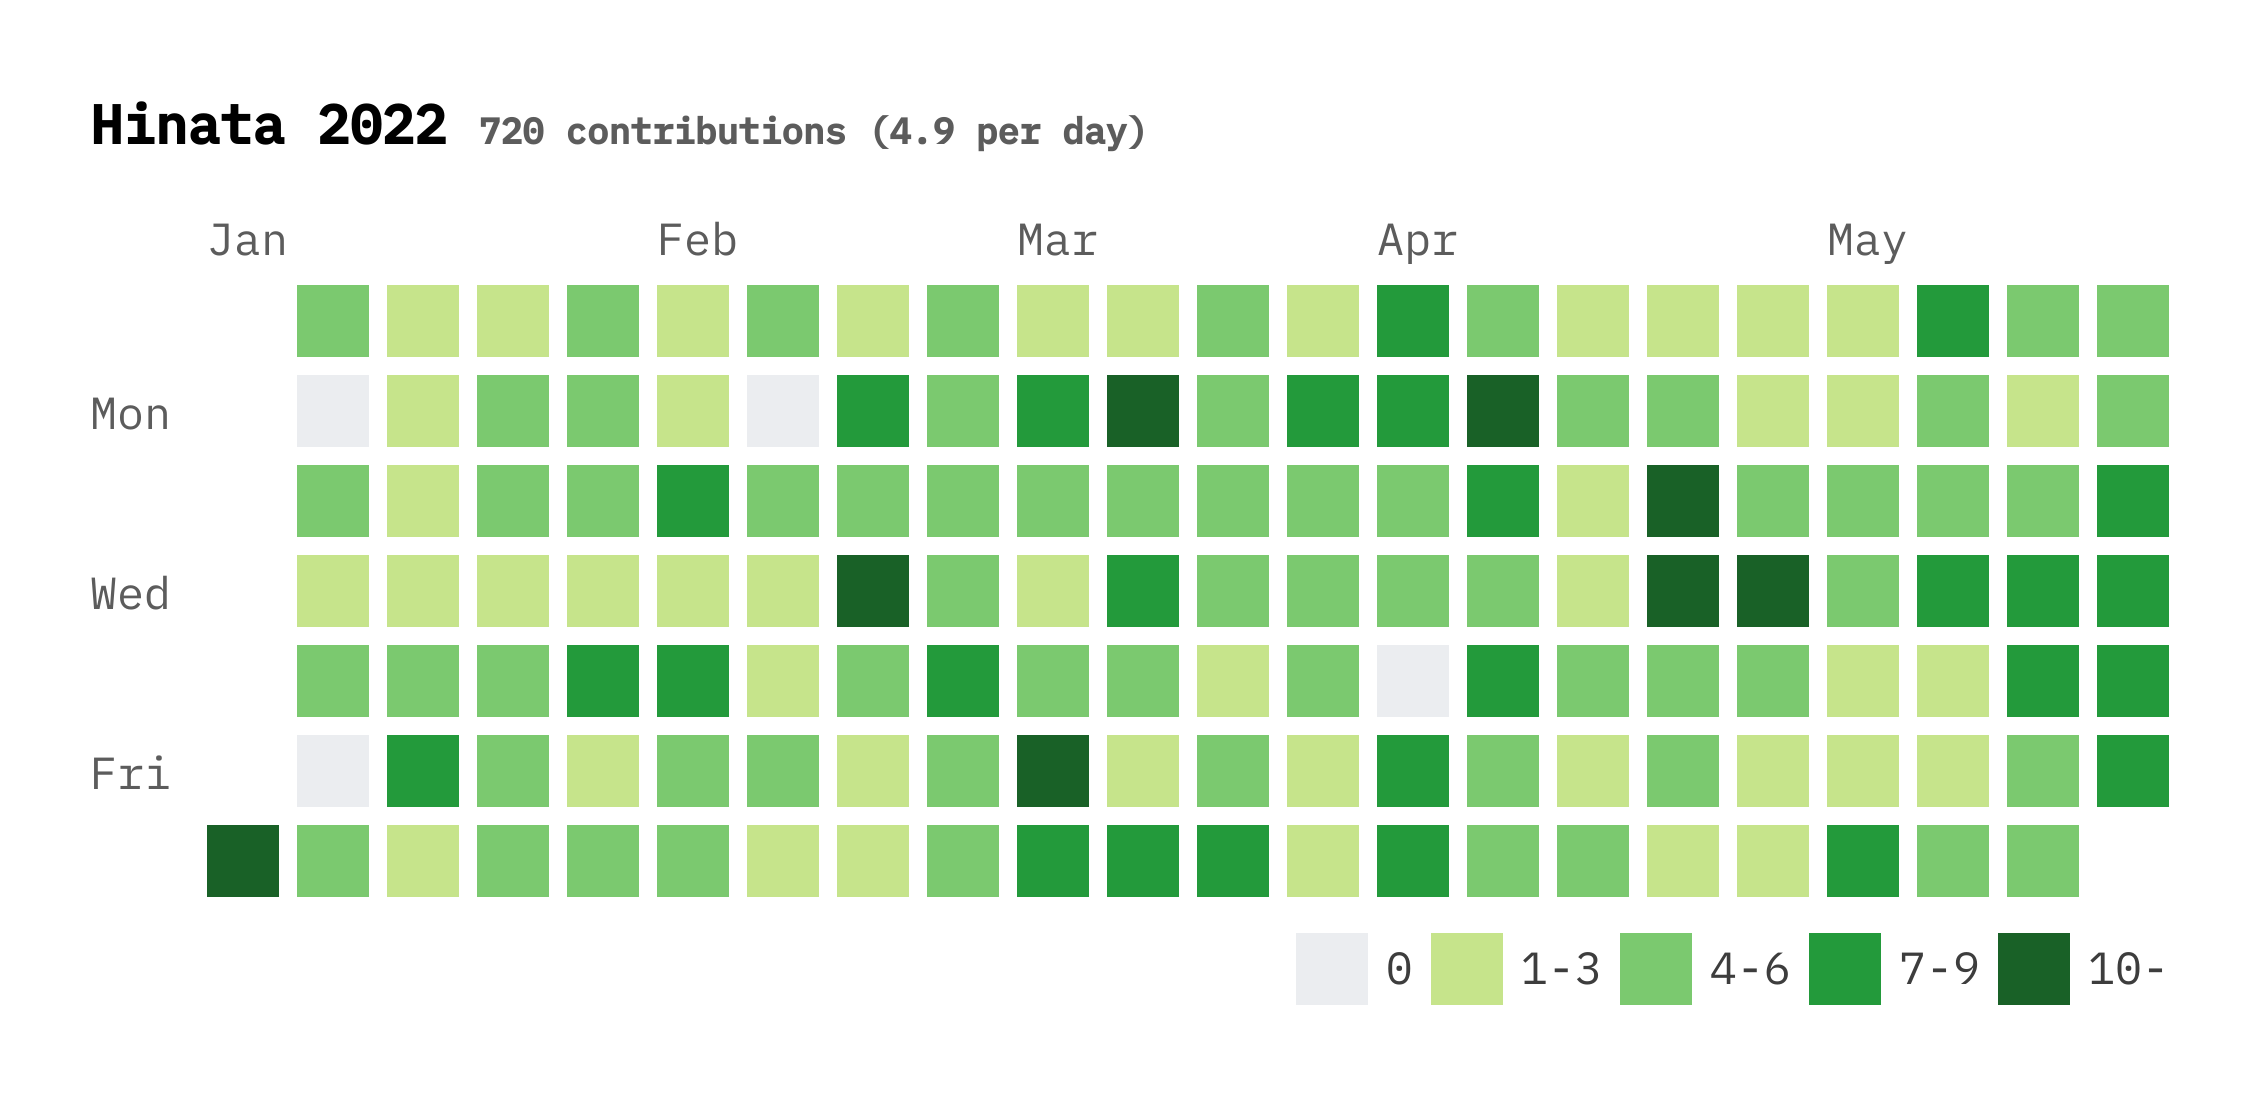 Hinata 2022 720 contributions (4.9 per day)
Jan Feb Mar Apr May
Mon
Wed
Fri
0 1-3 4-6 7-9 10-